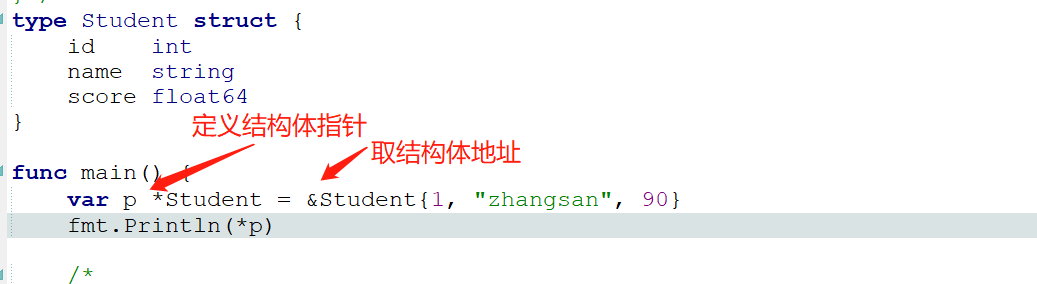 type Student struct {
id int
name string
score float64
}
定义结构体指针
取结构体地址
func main() {
var p *Student = &Student{1, "zhangsan", 90}
fmt.Println(*p)
/*